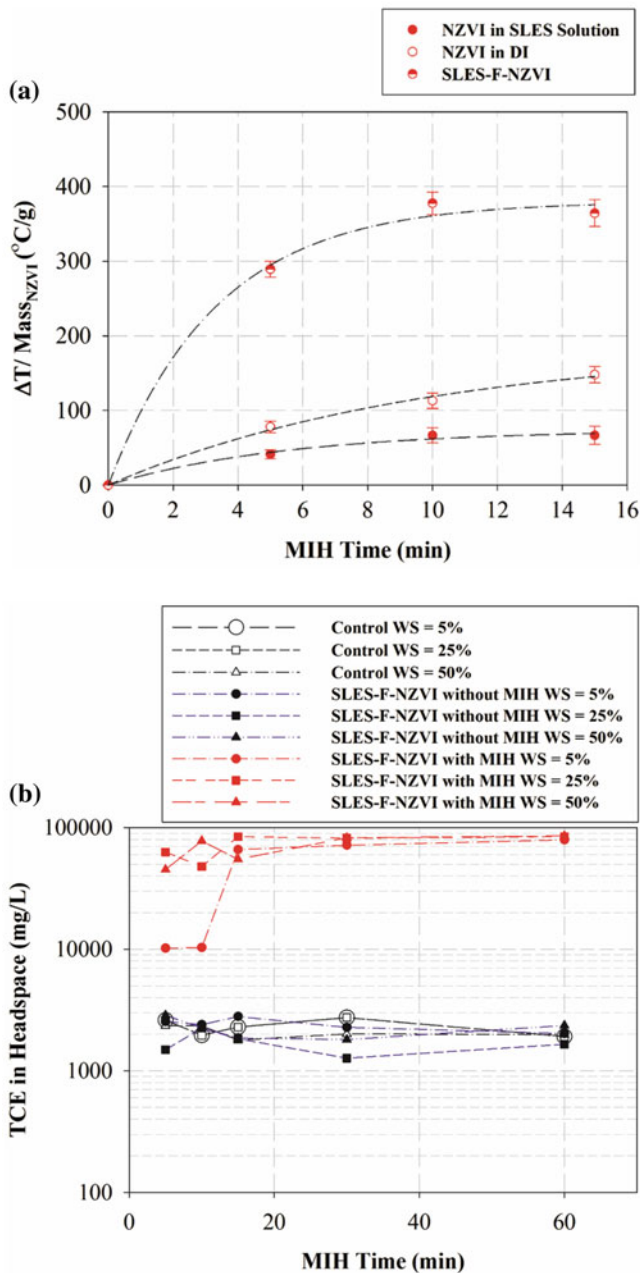 NZVI in SLES Solution
NZVI in DI
SLES-F-NZVI
(a)
500
400
300
200
100
0
ΔT/ Mass_NZVI (°C/g)
0 2 4 6 8 10 12 14 16
MIH Time (min)
Control WS = 5%
Control WS = 25%
Control WS = 50%
SLES-F-NZVI without MIH WS = 5%
SLES-F-NZVI without MIH WS = 25%
SLES-F-NZVI without MIH WS = 50%
SLES-F-NZVI with MIH WS = 5%
SLES-F-NZVI with MIH WS = 25%
SLES-F-NZVI with MIH WS = 50%
(b)
100000
10000
1000
100
TCE in Headspace (mg/L)
0 20 40 60
MIH Time (min)